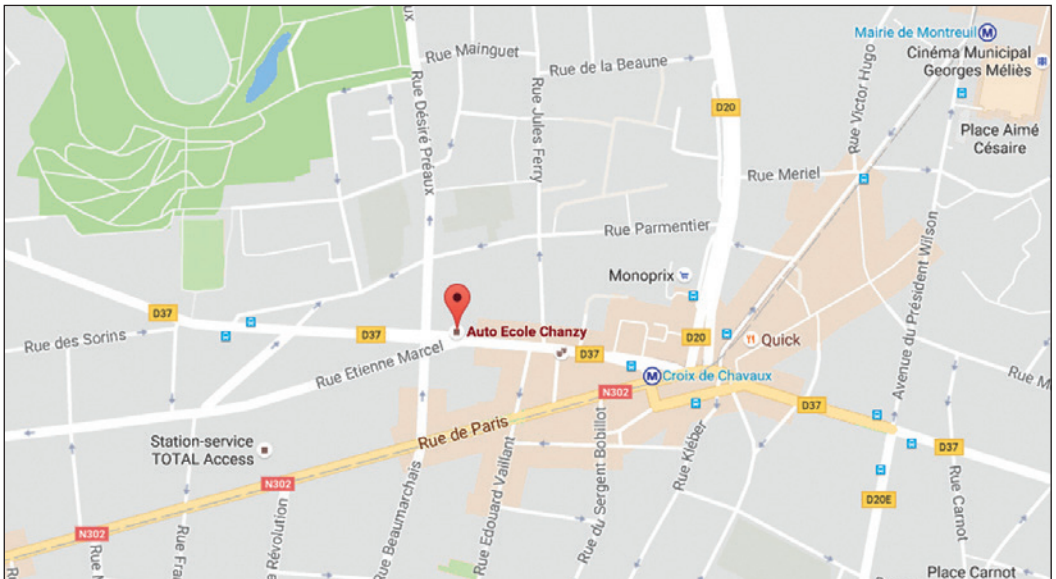 Mairie de Montreuil M
Cinéma Municipal
Georges Méliès
Rue Mainguet
Rue de la Beaune
Rue Victor Hugo
Rue Désiré Préaux
Rue Jules Ferry
D20
Place Aimé
Césaire
Rue Meriel
Rue Parmentier
Avenue du Président Wilson
Monoprix
D37
Rue des Sorins
D37
Auto Ecole Chanzy
D37
D20
Quick
Rue Etienne Marcel
M Croix de Chavaux
N302
D37
Rue de Paris
Station-service
TOTAL Access
Rue Beaumarchais
Rue Edouard Vaillant
Rue du Sergent Bobillot
Rue Kléber
D37
N302
D20E
Rue Carnot
N302
Révolution
Place Carnot